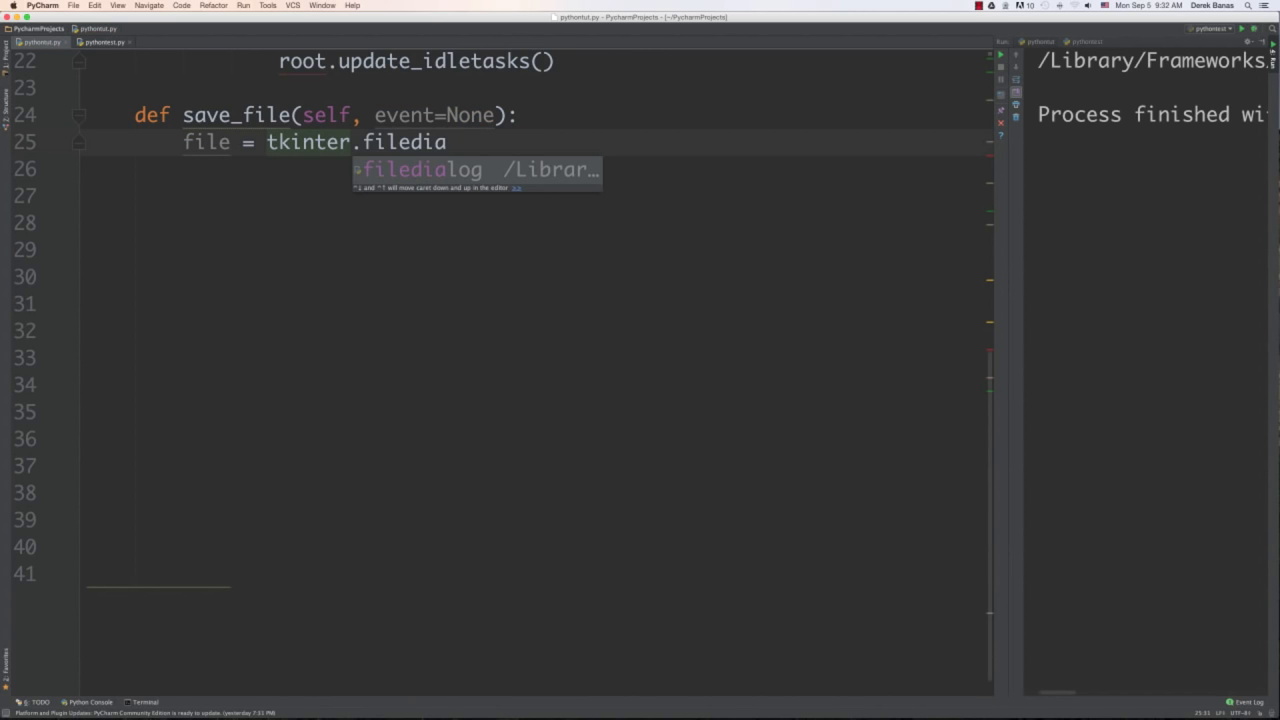 PyCharm File Edit View Navigate Code Refactor Run Tools VCS Window Help 10 Mon Sep 5 9:32 AM Derek Banas
pythontut.py - PycharmProjects - [~/PycharmProjects]
PycharmProjects pythontut.py pythontut
pythontut.py pythontest.py Run: pythontut pythontest
1: Project
7: Structure
2: Favorites
22 root.update_idletasks()
23
24 def save_file(self, event=None):
25 file = tkinter.filedia
26 filedialog /Librar...
^↓ and ^↑ will move caret down and up in the editor >>
27
28
29
30
31
32
33
34
35
36
37
38
39
40
41
/Library/Frameworks
Process finished wi
4: Run
6: TODO Python Console Terminal Event Log
Platform and Plugin Updates: PyCharm Community Edition is ready to update. (yesterday 7:51 PM) 25:31 LF÷ UTF-8÷